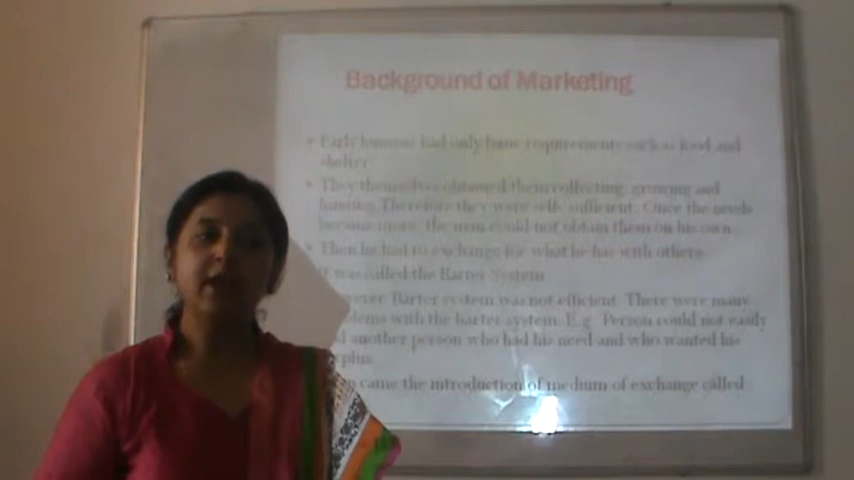 Background of Marketing
• Early humans had only basic requirements such as food and
shelter
• They themselves obtained them collecting, growing and
hunting. Therefore they were self- sufficient. Once the needs
became more, the man could not obtain them on his own.
• Then he had to exchange for what he has with others.
It was called the Barter System
Barter system was not efficient. There were many
with the barter system. E.g. Person could not easily
another person who had his need and who wanted his
came the introduction of medium of exchange called